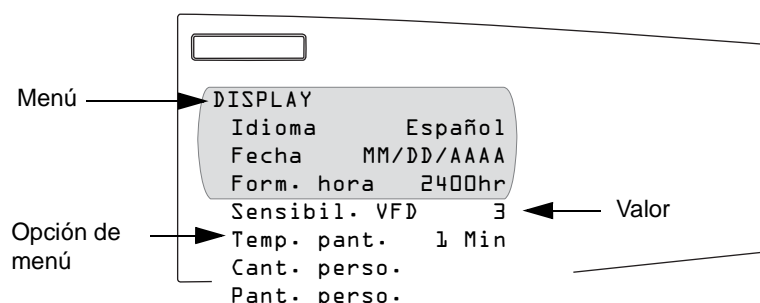 Menú
DISPLAY
Idioma Español
Fecha MM/DD/AAAA
Form. hora 2400hr
Sensibil. VFD 3
Valor
Opción de
menú
Temp. pant. 1 Min
Cant. perso.
Pant. perso.